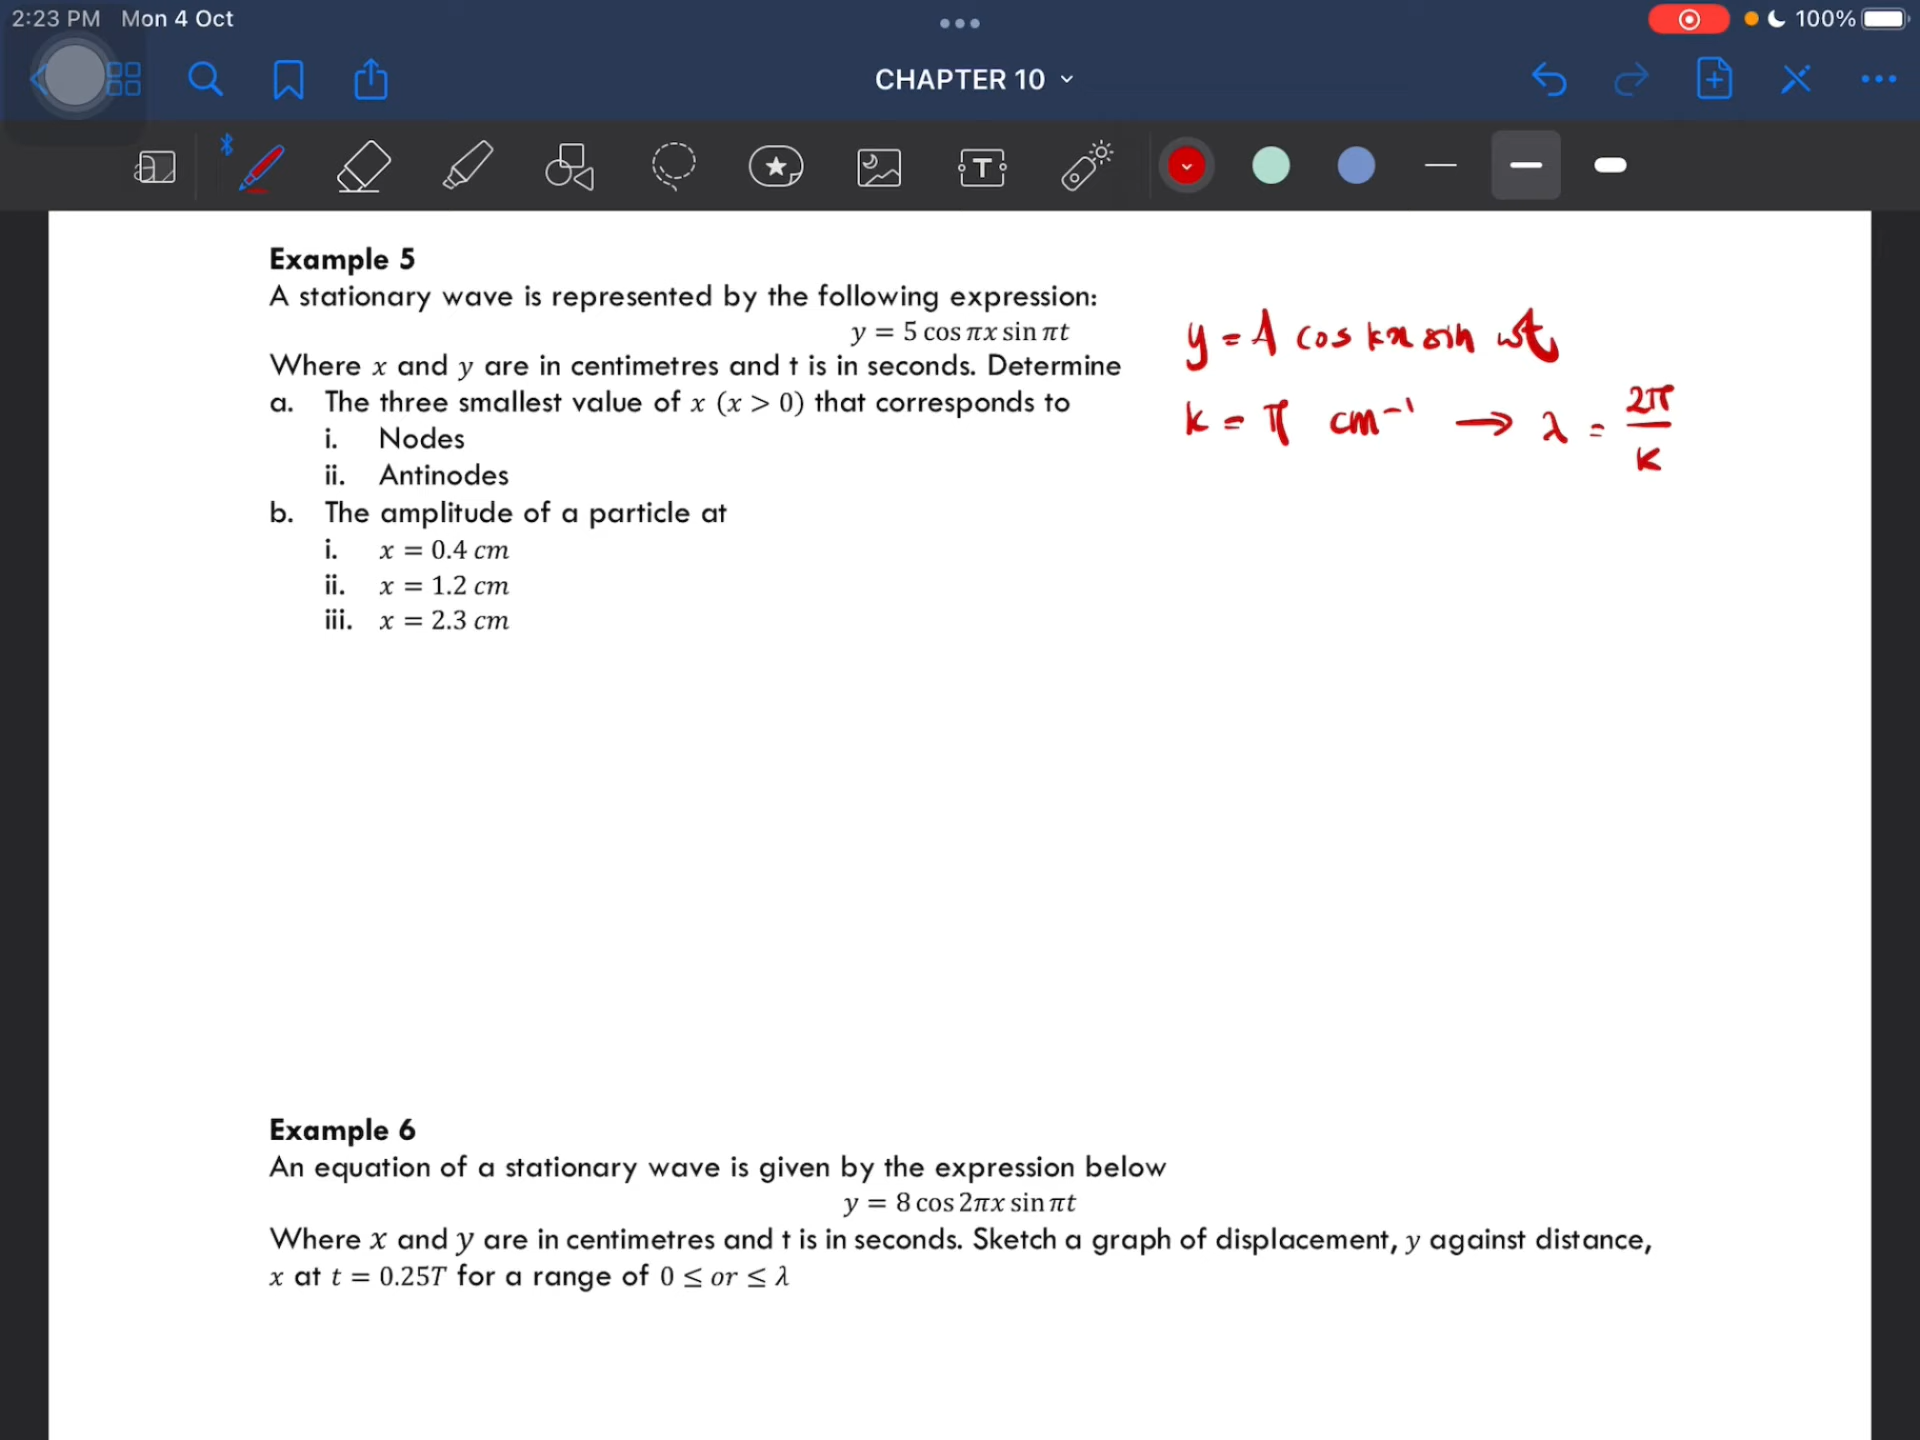 2:23 PM Mon 4 Oct
100%
CHAPTER 10
Example 5
A stationary wave is represented by the following expression:
y = 5 cos πx sin πt
Where x and y are in centimetres and t is in seconds. Determine
a. The three smallest value of x (x > 0) that corresponds to
i. Nodes
ii. Antinodes
b. The amplitude of a particle at
i. x = 0.4 cm
ii. x = 1.2 cm
iii. x = 2.3 cm
y = A cos kx sin ωt
k = π cm⁻¹ → λ = 2π/k
Example 6
An equation of a stationary wave is given by the expression below
y = 8 cos 2πx sin πt
Where x and y are in centimetres and t is in seconds. Sketch a graph of displacement, y against distance,
x at t = 0.25T for a range of 0 ≤ or ≤ λ